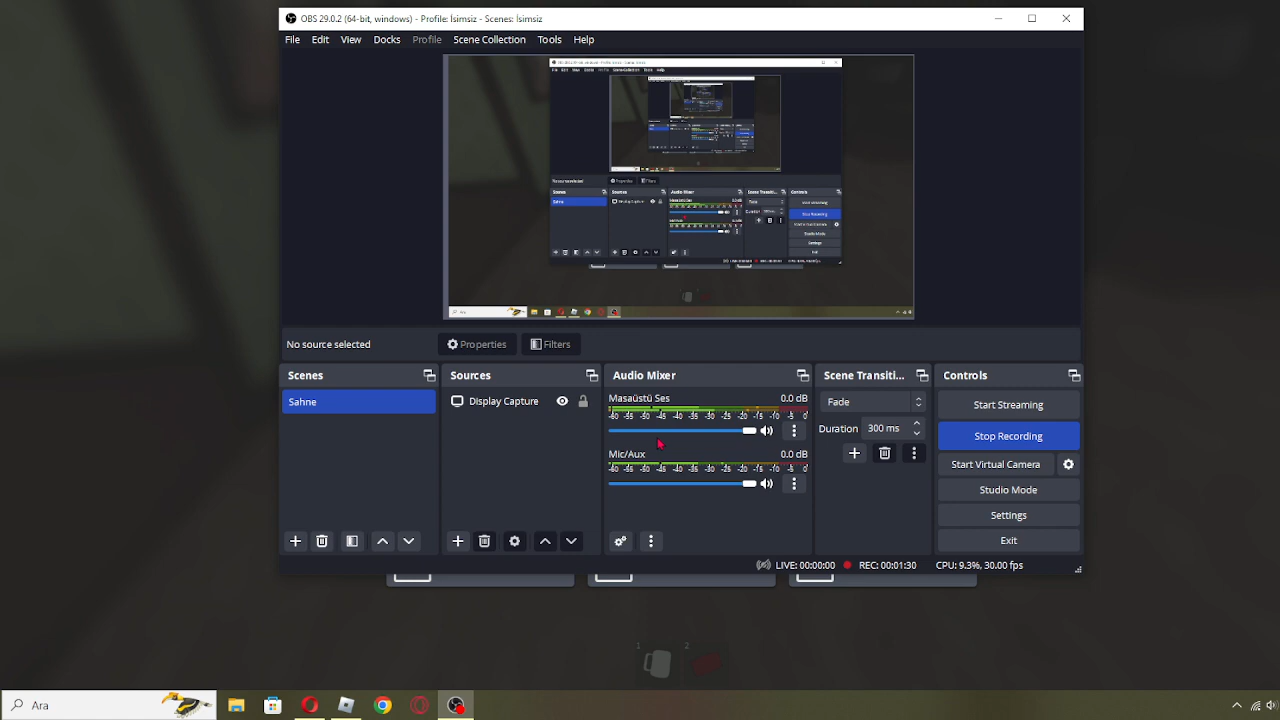 OBS 29.0.2 (64-bit, windows) - Profile: İsimsiz - Scenes: İsimsiz
File Edit View Docks Profile Scene Collection Tools Help
No source selected Properties Filters
Scenes Sources Audio Mixer Scene Transiti... Controls
Sahne
Display Capture
Masaüstü Ses 0.0 dB
-60 -55 -50 -45 -40 -35 -30 -25 -20 -15 -10 -5 0
Mic/Aux 0.0 dB
-60 -55 -50 -45 -40 -35 -30 -25 -20 -15 -10 -5 0
Fade
Duration 300 ms
Start Streaming
Stop Recording
Start Virtual Camera
Studio Mode
Settings
Exit
LIVE: 00:00:00 REC: 00:01:30 CPU: 9.3%, 30.00 fps
1 2
Ara